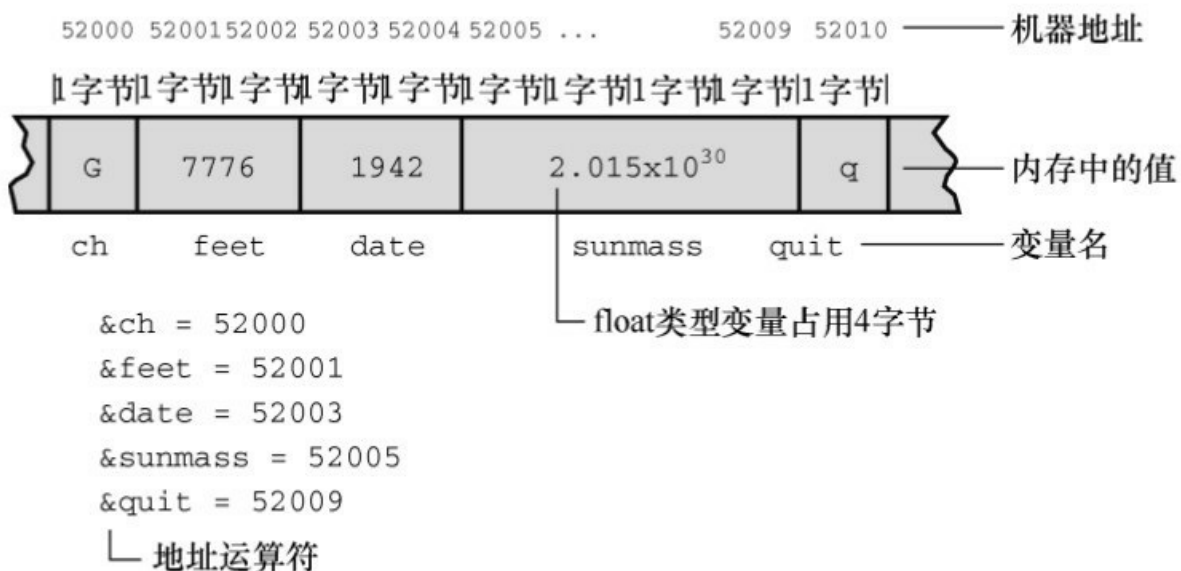 52000 52001 52002 52003 52004 52005 ... 52009 52010 机器地址
1字节 1字节 1字节 1字节 1字节 1字节 1字节 1字节 1字节 1字节
G 7776 1942 2.015x10³⁰ q 内存中的值
ch feet date sunmass quit 变量名
float类型变量占用4字节
&ch = 52000
&feet = 52001
&date = 52003
&sunmass = 52005
&quit = 52009
地址运算符